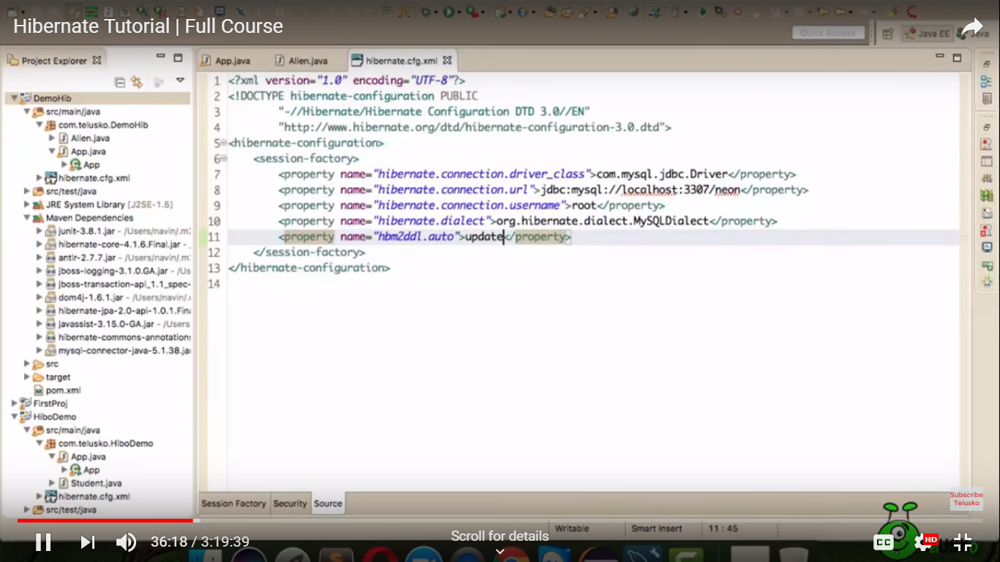 Hibernate Tutorial | Full Course
Quick Access
Java EE
Java
Project Explorer
App.java
Alien.java
hibernate.cfg.xml
DemoHib
src/main/java
com.telusko.DemoHib
Alien.java
App.java
App
hibernate.cfg.xml
src/test/java
JRE System Library [J2SE-1.5]
Maven Dependencies
junit-3.8.1.jar - /Users/navin/.m2
hibernate-core-4.1.6.Final.jar - /
antlr-2.7.7.jar - /Users/navin/.m
jboss-logging-3.1.0.GA.jar - /Us
jboss-transaction-api_1.1_spec-
dom4j-1.6.1.jar - /Users/navin/.
hibernate-jpa-2.0-api-1.0.1.Fin
javassist-3.15.0-GA.jar - /Users
hibernate-commons-annotation
mysql-connector-java-5.1.38.ja
src
target
pom.xml
FirstProj
HiboDemo
src/main/java
com.telusko.HiboDemo
App.java
App
Student.java
hibernate.cfg.xml
src/test/java
1 <?xml version="1.0" encoding="UTF-8"?>
2 <!DOCTYPE hibernate-configuration PUBLIC
3 "-//Hibernate/Hibernate Configuration DTD 3.0//EN"
4 "http://www.hibernate.org/dtd/hibernate-configuration-3.0.dtd">
5 <hibernate-configuration>
6 <session-factory>
7 <property name="hibernate.connection.driver_class">com.mysql.jdbc.Driver</property>
8 <property name="hibernate.connection.url">jdbc:mysql://localhost:3307/neon</property>
9 <property name="hibernate.connection.username">root</property>
10 <property name="hibernate.dialect">org.hibernate.dialect.MySQLDialect</property>
11 <property name="hbm2ddl.auto">update</property>
12 </session-factory>
13 </hibernate-configuration>
14
Session Factory Security Source
Subscribe
Telusko
Writable
Smart Insert
11 : 45
36:18 / 3:19:39
Scroll for details
CC
HD